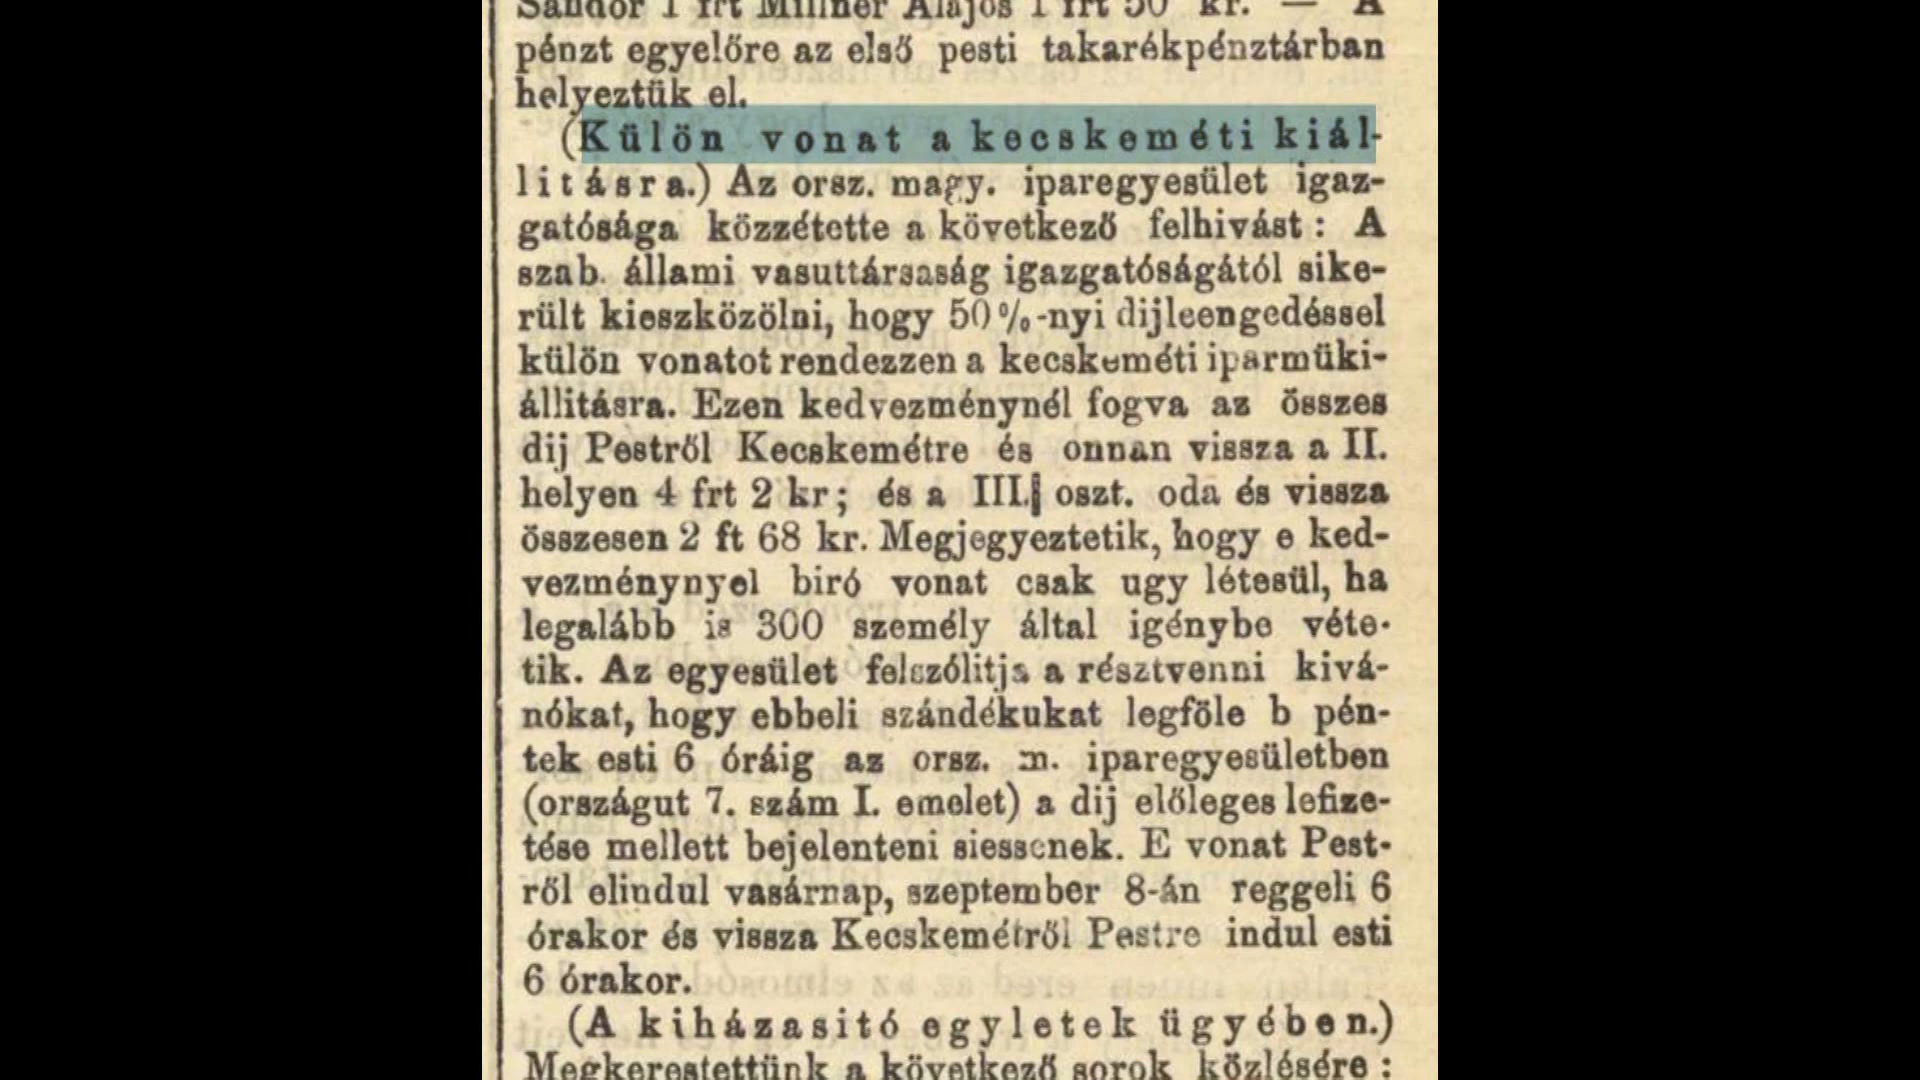 Sándor 1 frt Millner Alajos 1 frt 50 kr. — A
pénzt egyelőre az első pesti takarékpénztárban
helyeztük el.
(Külön vonat a kecskeméti kiál-
litásra.) Az orsz. magy. iparegyesület igaz-
gatósága közzétette a következő felhivást: A
szab. állami vasuttársaság igazgatóságától sike-
rült kieszközölni, hogy 50%-nyi dijleengedéssel
külön vonatot rendezzen a kecskeméti iparmüki-
állitásra. Ezen kedvezménynél fogva az összes
dij Pestről Kecskemétre és onnan vissza a II.
helyen 4 frt 2 kr; és a III. oszt. oda és vissza
összesen 2 ft 68 kr. Megjegyeztetik, hogy e ked-
vezménynyel biró vonat csak ugy létesül, ha
legalább is 300 személy által igénybe véte-
tik. Az egyesület felszólitja a résztvenni kivá-
nókat, hogy ebbeli szándékukat legföle b pén-
tek esti 6 óráig az orsz. m. iparegyesületben
(országut 7. szám I. emelet) a dij előleges lefize-
tése mellett bejelenteni siessenek. E vonat Pest-
ről elindul vasárnap, szeptember 8-án reggeli 6
órakor és vissza Kecskemétről Pestre indul esti
6 órakor.
(A kiházasitó egyletek ügyében.)
Megkerestettünk a következő sorok közlésére: